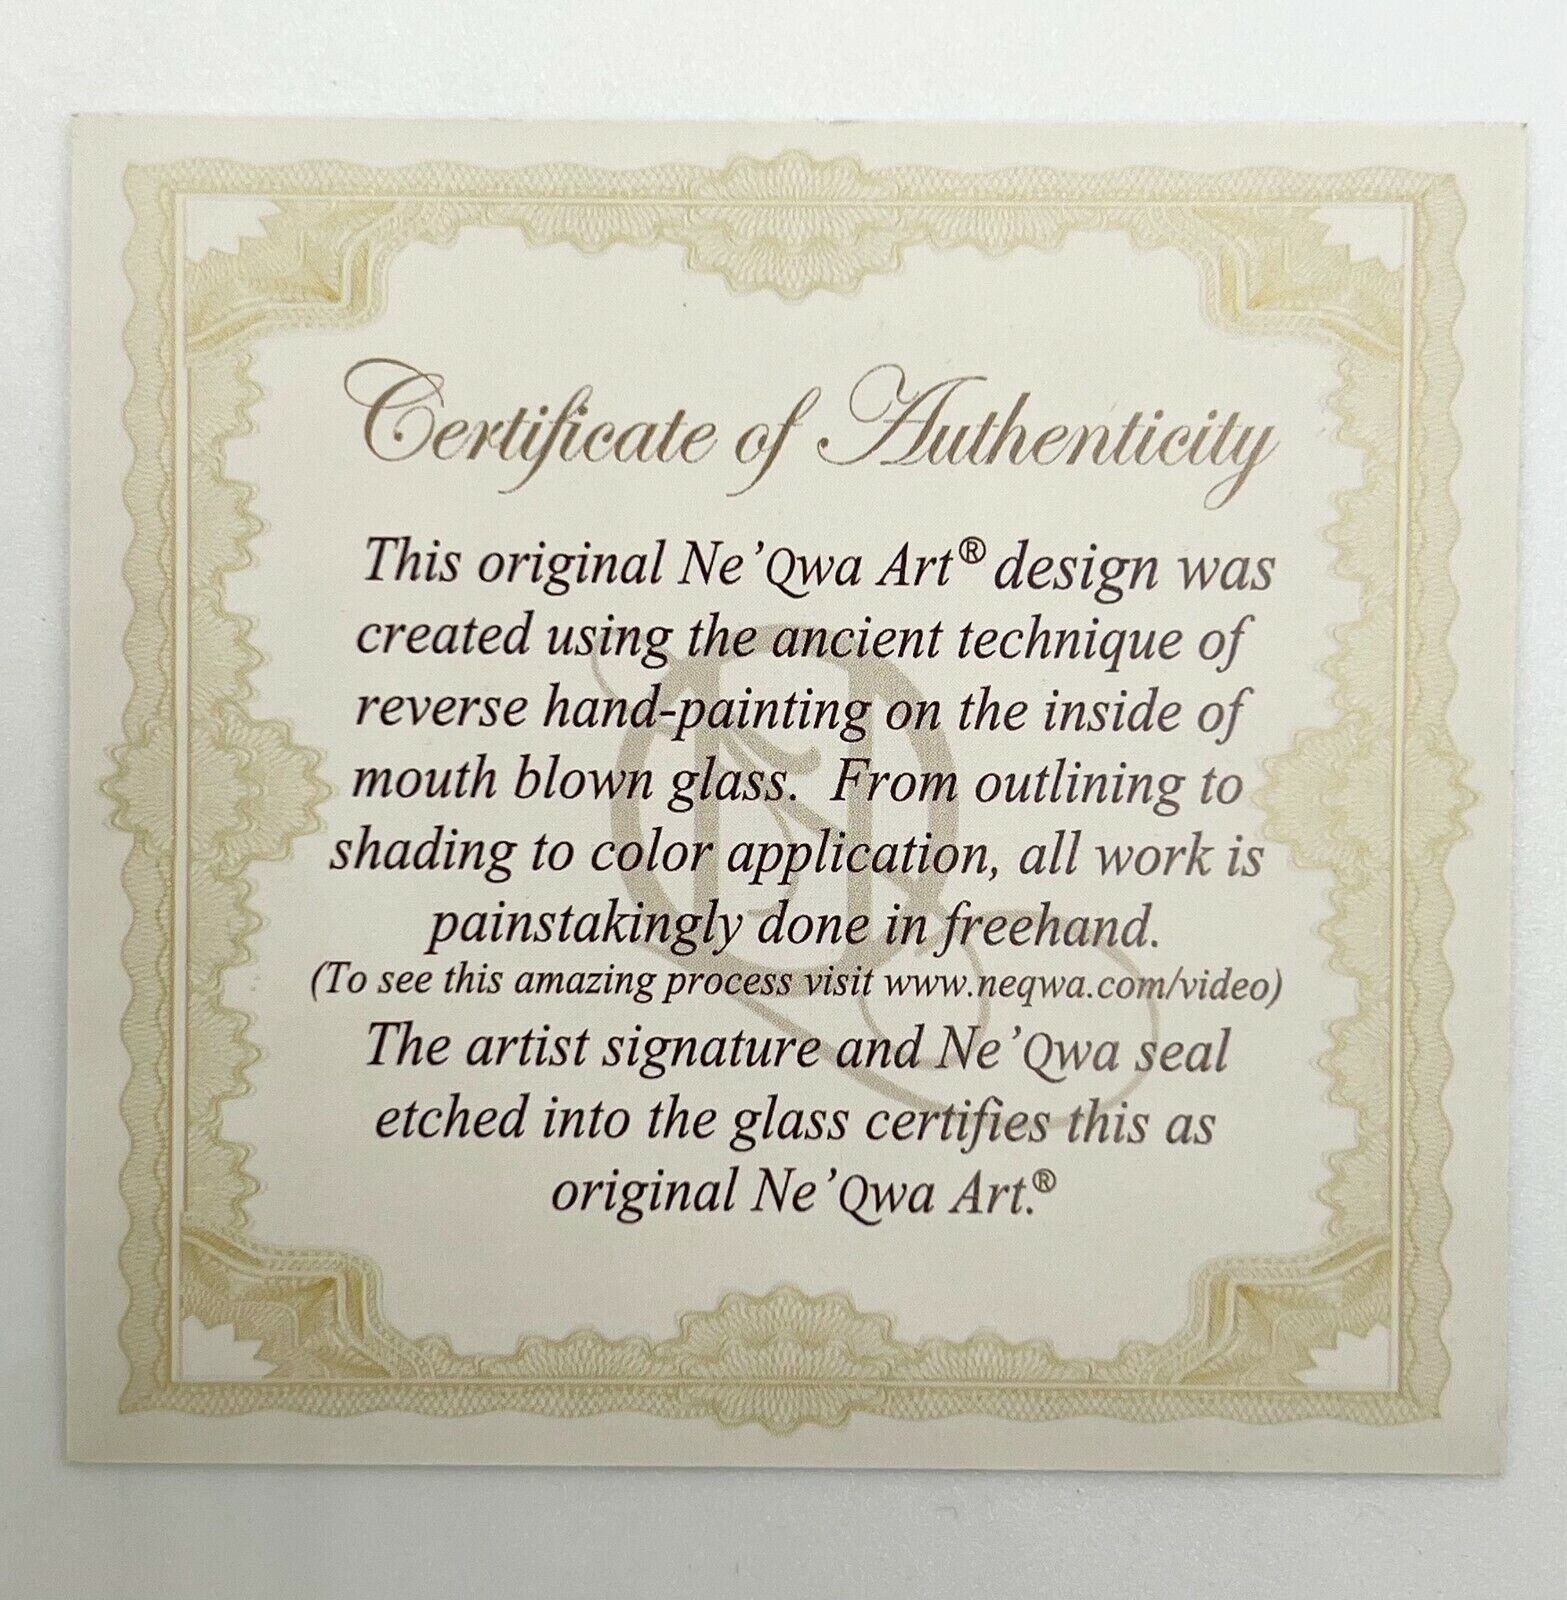 Certificate of Authenticity
This original Ne’Qwa Art® design was
created using the ancient technique of
reverse hand-painting on the inside of
mouth blown glass.  From outlining to
shading to color application, all work is
painstakingly done in freehand.
(To see this amazing process visit www.neqwa.com/video)
The artist signature and Ne’Qwa seal
etched into the glass certifies this as
original Ne’Qwa Art.®